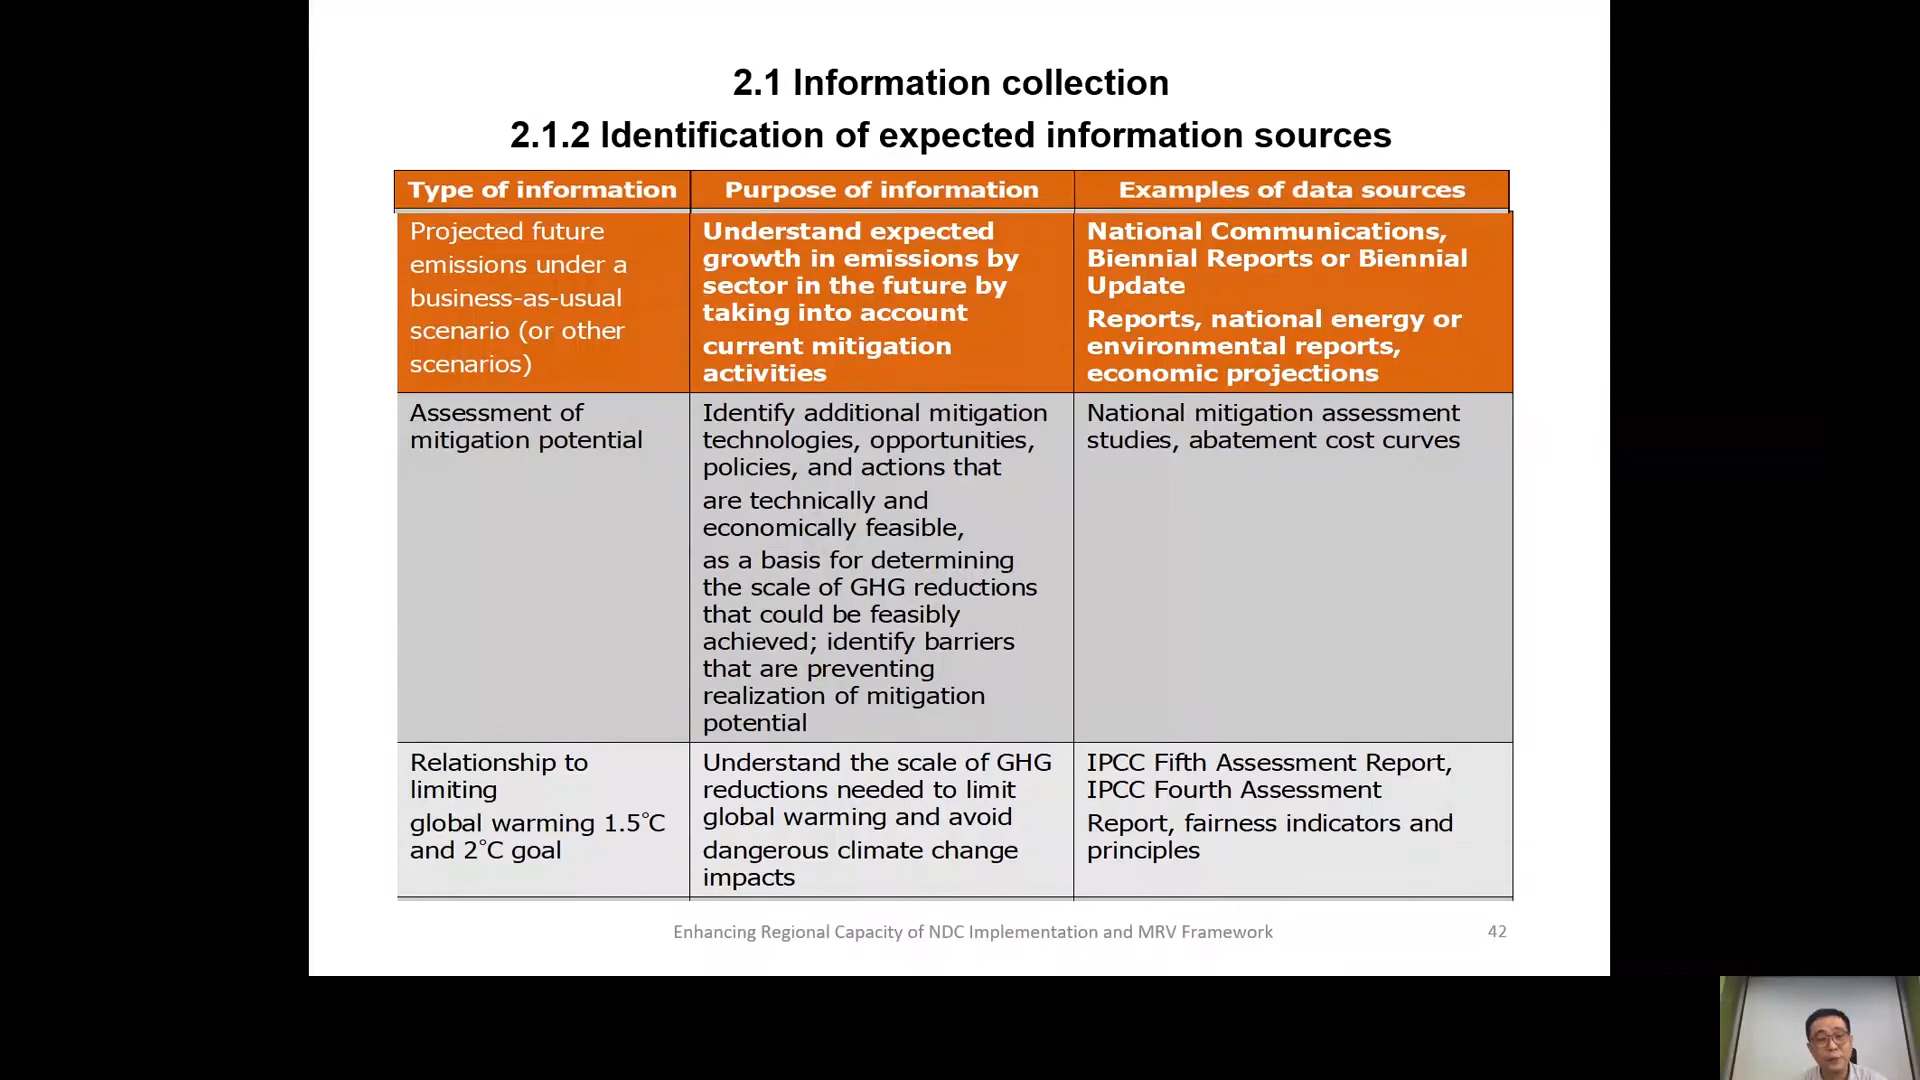 2.1 Information collection
2.1.2 Identification of expected information sources
Type of information
Purpose of information
Examples of data sources
Projected future
emissions under a
business-as-usual
scenario (or other
scenarios)
Understand expected
growth in emissions by
sector in the future by
taking into account
current mitigation
activities
National Communications,
Biennial Reports or Biennial
Update
Reports, national energy or
environmental reports,
economic projections
Assessment of
mitigation potential
Identify additional mitigation
technologies, opportunities,
policies, and actions that
are technically and
economically feasible,
as a basis for determining
the scale of GHG reductions
that could be feasibly
achieved; identify barriers
that are preventing
realization of mitigation
potential
National mitigation assessment
studies, abatement cost curves
Relationship to
limiting
global warming 1.5°C
and 2°C goal
Understand the scale of GHG
reductions needed to limit
global warming and avoid
dangerous climate change
impacts
IPCC Fifth Assessment Report,
IPCC Fourth Assessment
Report, fairness indicators and
principles
Enhancing Regional Capacity of NDC Implementation and MRV Framework
42